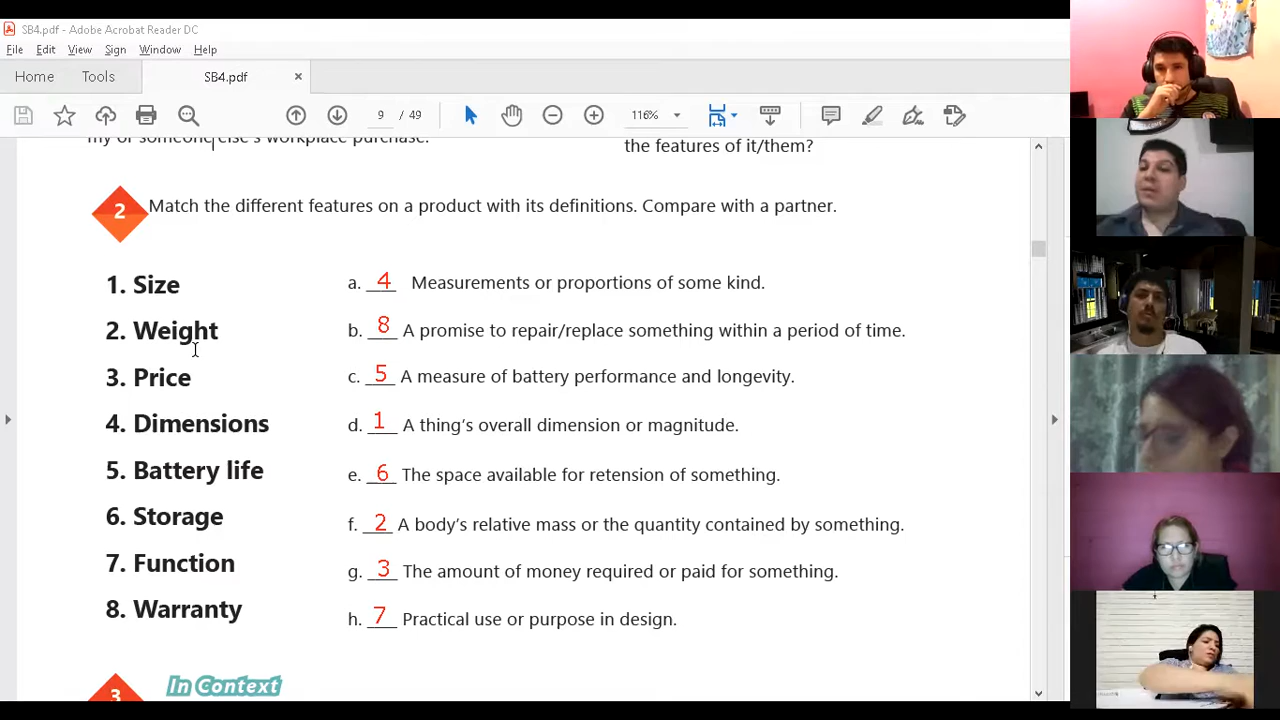 SB4.pdf - Adobe Acrobat Reader DC
File Edit View Sign Window Help
Home Tools SB4.pdf ×
9 / 49 116%
my or someone else's workplace purchase.
the features of it/them?
2 Match the different features on a product with its definitions. Compare with a partner.
1. Size
2. Weight
3. Price
4. Dimensions
5. Battery life
6. Storage
7. Function
8. Warranty
a. 4 Measurements or proportions of some kind.
b. 8 A promise to repair/replace something within a period of time.
c. 5 A measure of battery performance and longevity.
d. 1 A thing's overall dimension or magnitude.
e. 6 The space available for retension of something.
f. 2 A body's relative mass or the quantity contained by something.
g. 3 The amount of money required or paid for something.
h. 7 Practical use or purpose in design.
3 In Context